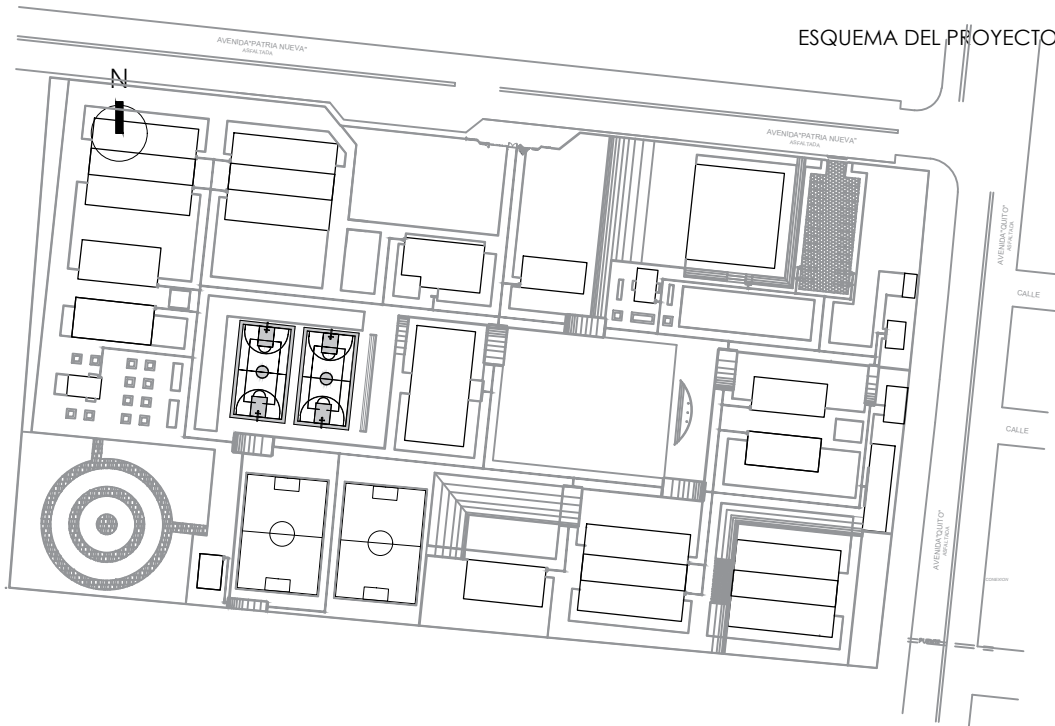 ESQUEMA DEL PROYECTO
AVENIDA"PATRIA NUEVA"
ASFALTADA
N
AVENIDA"PATRIA NUEVA"
ASFALTADA
AVENIDA"QUITO"
ASFALTADA
CALLE
CALLE
AVENIDA"QUITO"
ASFALTADA